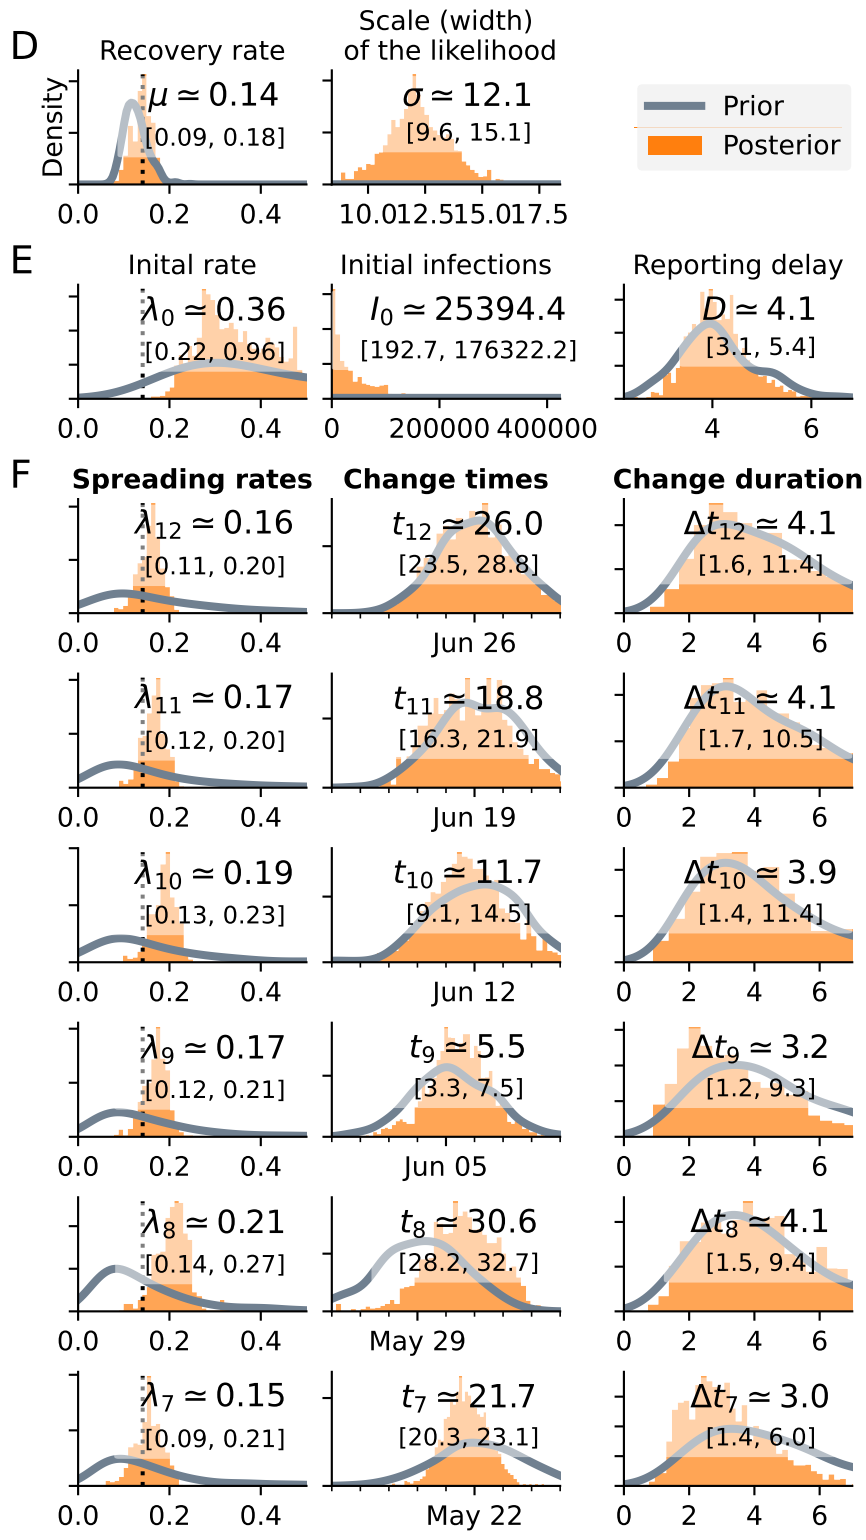 D
Recovery rate
Scale (width)
of the likelihood
Density
μ ≃ 0.14
[0.09, 0.18]
σ ≃ 12.1
[9.6, 15.1]
Prior
Posterior
0.0 0.2 0.4
10.0 12.5 15.0 17.5
E
Inital rate
Initial infections
Reporting delay
λ0 ≃ 0.36
[0.22, 0.96]
I0 ≃ 25394.4
[192.7, 176322.2]
D ≃ 4.1
[3.1, 5.4]
0.0 0.2 0.4
0 200000 400000
4 6
F
Spreading rates
Change times
Change duration
λ12 ≃ 0.16
[0.11, 0.20]
t12 ≃ 26.0
[23.5, 28.8]
Δt12 ≃ 4.1
[1.6, 11.4]
0.0 0.2 0.4
Jun 26
0 2 4 6
λ11 ≃ 0.17
[0.12, 0.20]
t11 ≃ 18.8
[16.3, 21.9]
Δt11 ≃ 4.1
[1.7, 10.5]
0.0 0.2 0.4
Jun 19
0 2 4 6
λ10 ≃ 0.19
[0.13, 0.23]
t10 ≃ 11.7
[9.1, 14.5]
Δt10 ≃ 3.9
[1.4, 11.4]
0.0 0.2 0.4
Jun 12
0 2 4 6
λ9 ≃ 0.17
[0.12, 0.21]
t9 ≃ 5.5
[3.3, 7.5]
Δt9 ≃ 3.2
[1.2, 9.3]
0.0 0.2 0.4
Jun 05
0 2 4 6
λ8 ≃ 0.21
[0.14, 0.27]
t8 ≃ 30.6
[28.2, 32.7]
Δt8 ≃ 4.1
[1.5, 9.4]
0.0 0.2 0.4
May 29
0 2 4 6
λ7 ≃ 0.15
[0.09, 0.21]
t7 ≃ 21.7
[20.3, 23.1]
Δt7 ≃ 3.0
[1.4, 6.0]
0.0 0.2 0.4
May 22
0 2 4 6